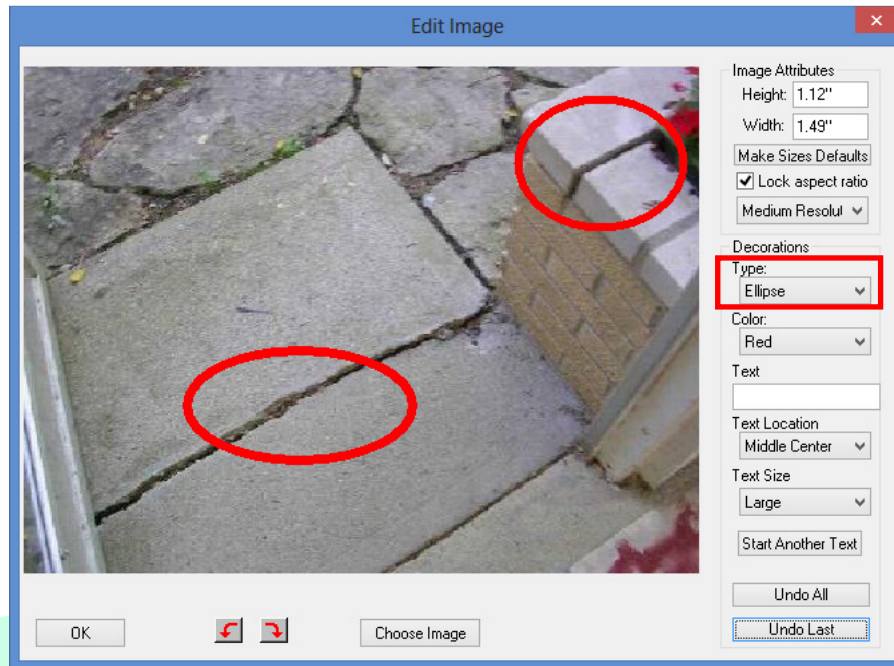 Edit Image
Image Attributes
Height: 1.12"
Width: 1.49"
Make Sizes Defaults
Lock aspect ratio
Medium Resolut
Decorations
Type:
Ellipse
Color:
Red
Text
Text Location
Middle Center
Text Size
Large
Start Another Text
Undo All
Undo Last
OK
Choose Image